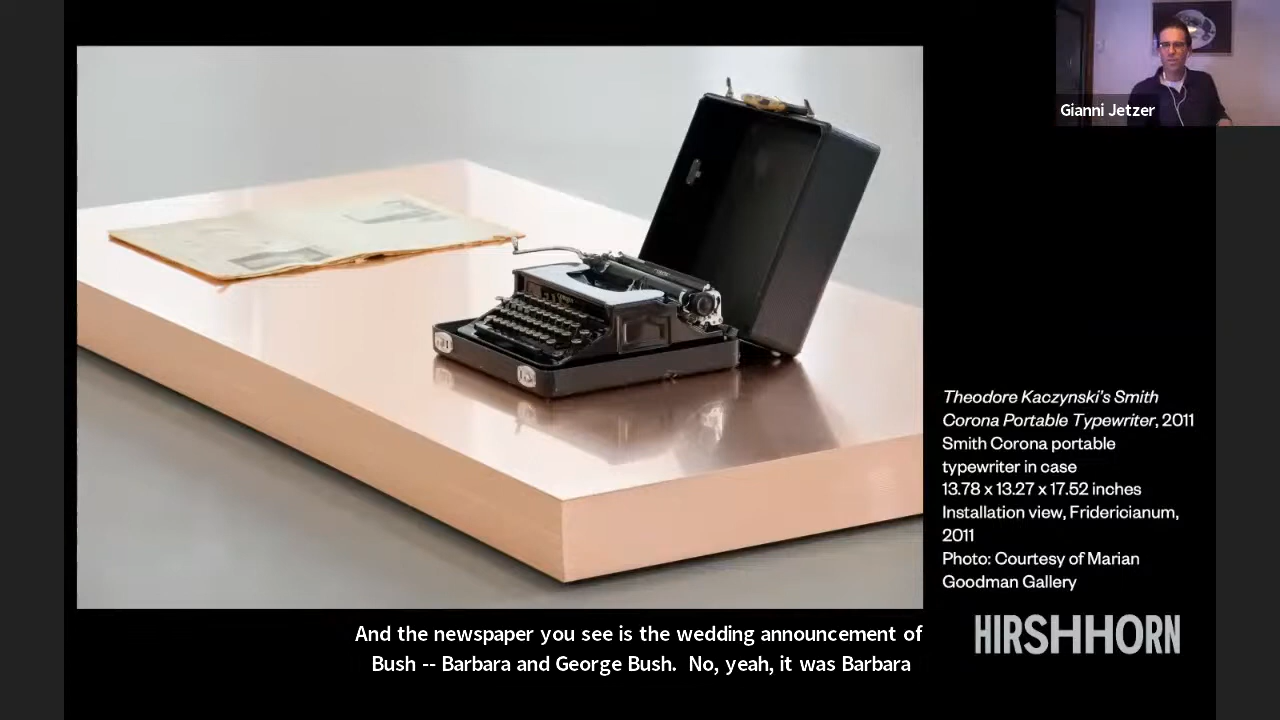 Gianni Jetzer
Theodore Kaczynski's Smith
Corona Portable Typewriter, 2011
Smith Corona portable
typewriter in case
13.78 x 13.27 x 17.52 inches
Installation view, Fridericianum,
2011
Photo: Courtesy of Marian
Goodman Gallery
HIRSHHORN
And the newspaper you see is the wedding announcement of
Bush -- Barbara and George Bush. No, yeah, it was Barbara